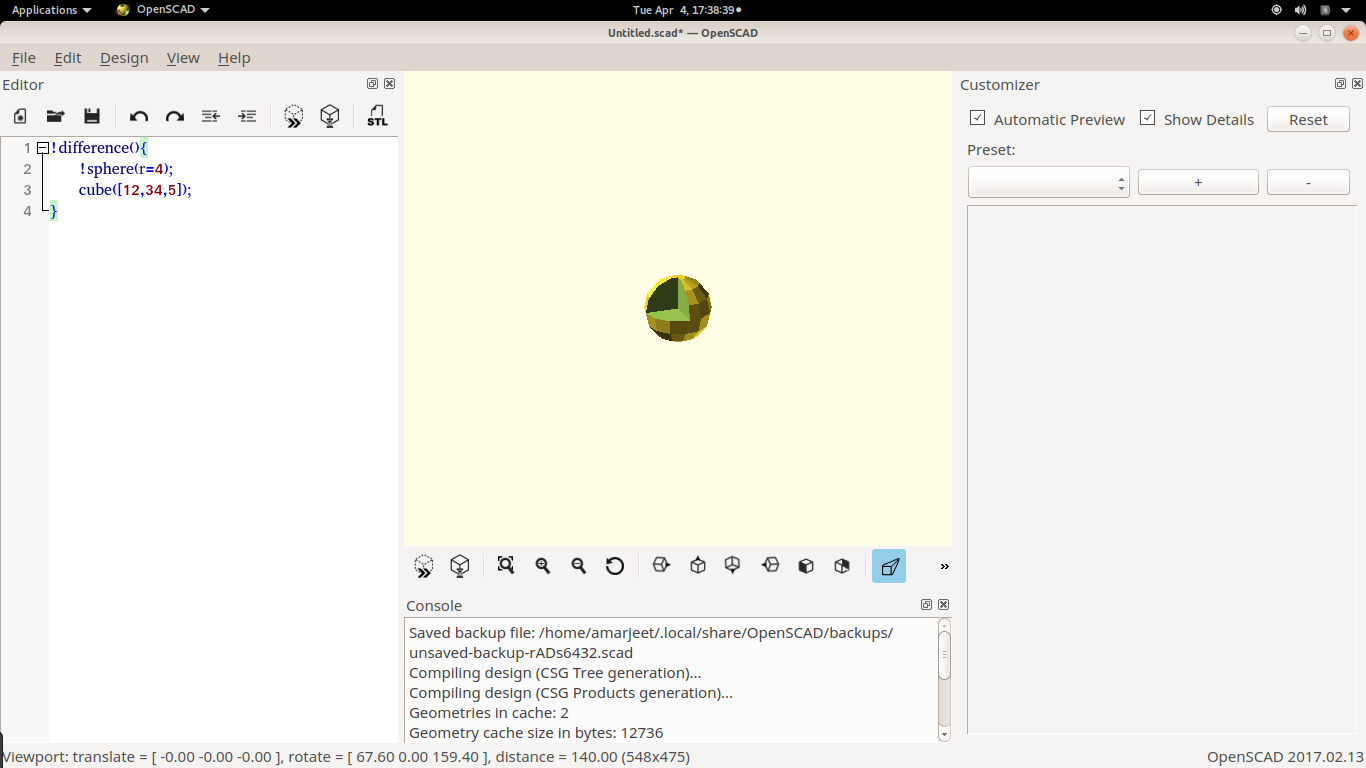 Applications OpenSCAD Tue Apr 4, 17:38:39
Untitled.scad* — OpenSCAD
File Edit Design View Help
Editor
STL
1 !difference(){
2 !sphere(r=4);
3 cube([12,34,5]);
4 }
Console
Saved backup file: /home/amarjeet/.local/share/OpenSCAD/backups/
unsaved-backup-rADs6432.scad
Compiling design (CSG Tree generation)...
Compiling design (CSG Products generation)...
Geometries in cache: 2
Geometry cache size in bytes: 12736
Customizer
Automatic Preview Show Details Reset
Preset:
+ -
Viewport: translate = [ -0.00 -0.00 -0.00 ], rotate = [ 67.60 0.00 159.40 ], distance = 140.00 (548x475) OpenSCAD 2017.02.13